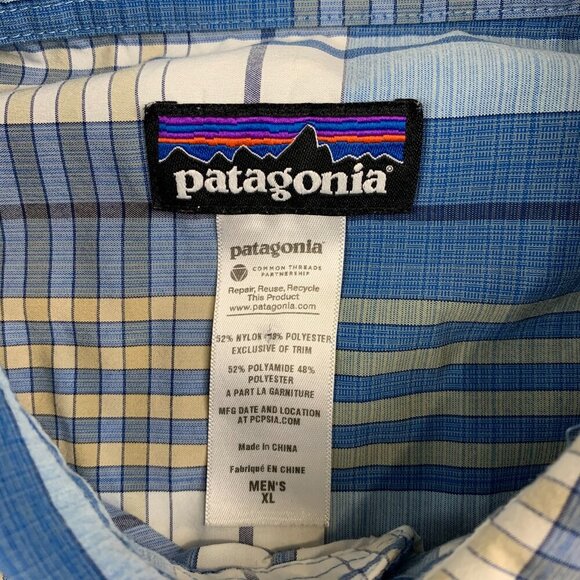 patagonia®
patagonia®
COMMON THREADS
PARTNERSHIP
Repair, Reuse, Recycle
This Product
www.patagonia.com
52% NYLON 48% POLYESTER
EXCLUSIVE OF TRIM
52% POLYAMIDE 48%
POLYESTER
A PART LA GARNITURE
MFG DATE AND LOCATION
AT PCPSIA.COM
Made in CHINA
Fabriqué EN CHINE
MEN'S
XL